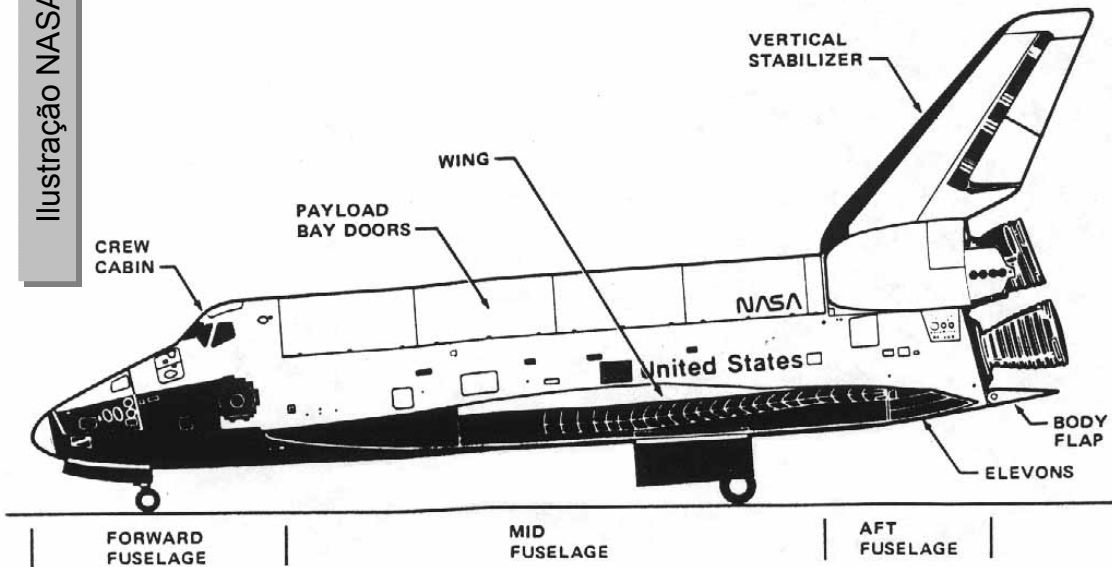 Ilustração NASA
VERTICAL
STABILIZER
WING
PAYLOAD
BAY DOORS
CREW
CABIN
NASA
United States
BODY
FLAP
ELEVONS
FORWARD
FUSELAGE
MID
FUSELAGE
AFT
FUSELAGE